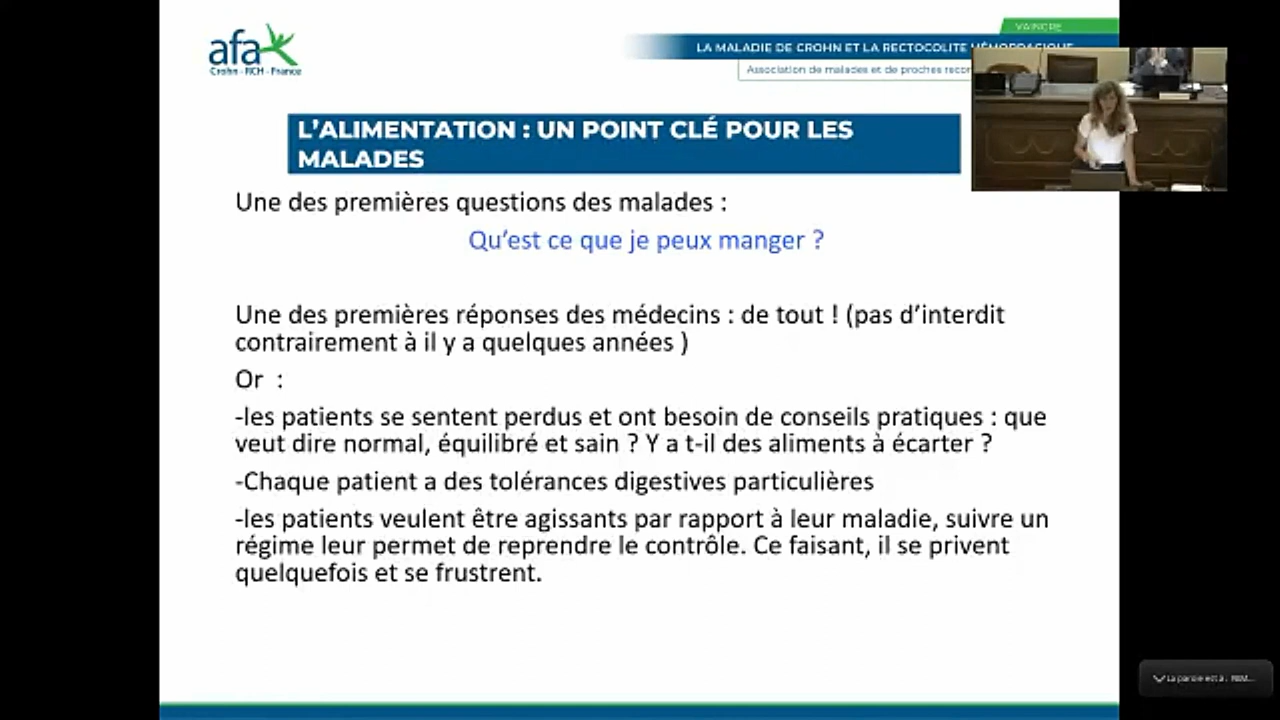 afa
Crohn - RCH - France
VAINCRE
LA MALADIE DE CROHN ET LA RECTOCOLITE HÉMORRAGIQUE
Association de malades et de proches
L'ALIMENTATION : UN POINT CLÉ POUR LES
MALADES
Une des premières questions des malades :
Qu'est ce que je peux manger ?
Une des premières réponses des médecins : de tout ! (pas d'interdit
contrairement à il y a quelques années )
Or :
-les patients se sentent perdus et ont besoin de conseils pratiques : que
veut dire normal, équilibré et sain ? Y a t-il des aliments à écarter ?
-Chaque patient a des tolérances digestives particulières
-les patients veulent être agissants par rapport à leur maladie, suivre un
régime leur permet de reprendre le contrôle. Ce faisant, il se privent
quelquefois et se frustrent.
La parole est à :